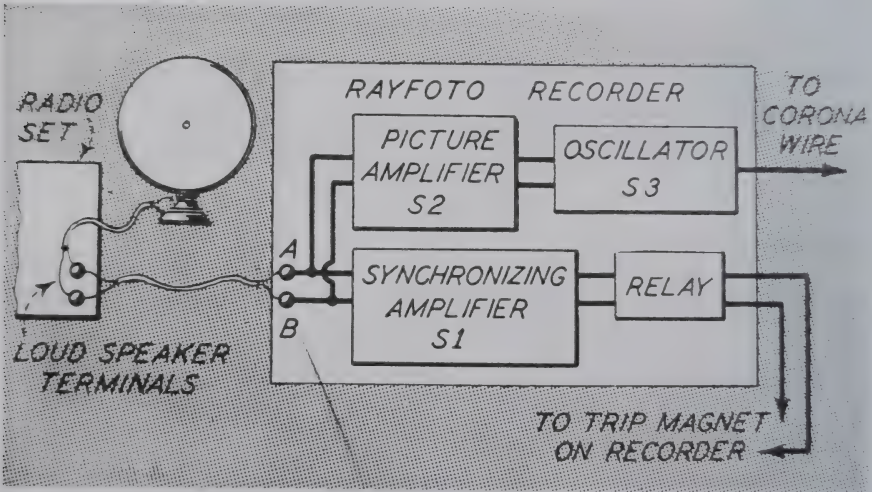 RADIO
SET
RAYFOTO RECORDER
TO
CORONA
WIRE
PICTURE
AMPLIFIER
S2
OSCILLATOR
S3
A
B
SYNCHRONIZING
AMPLIFIER
S1
RELAY
LOUD SPEAKER
TERMINALS
TO TRIP MAGNET
ON RECORDER